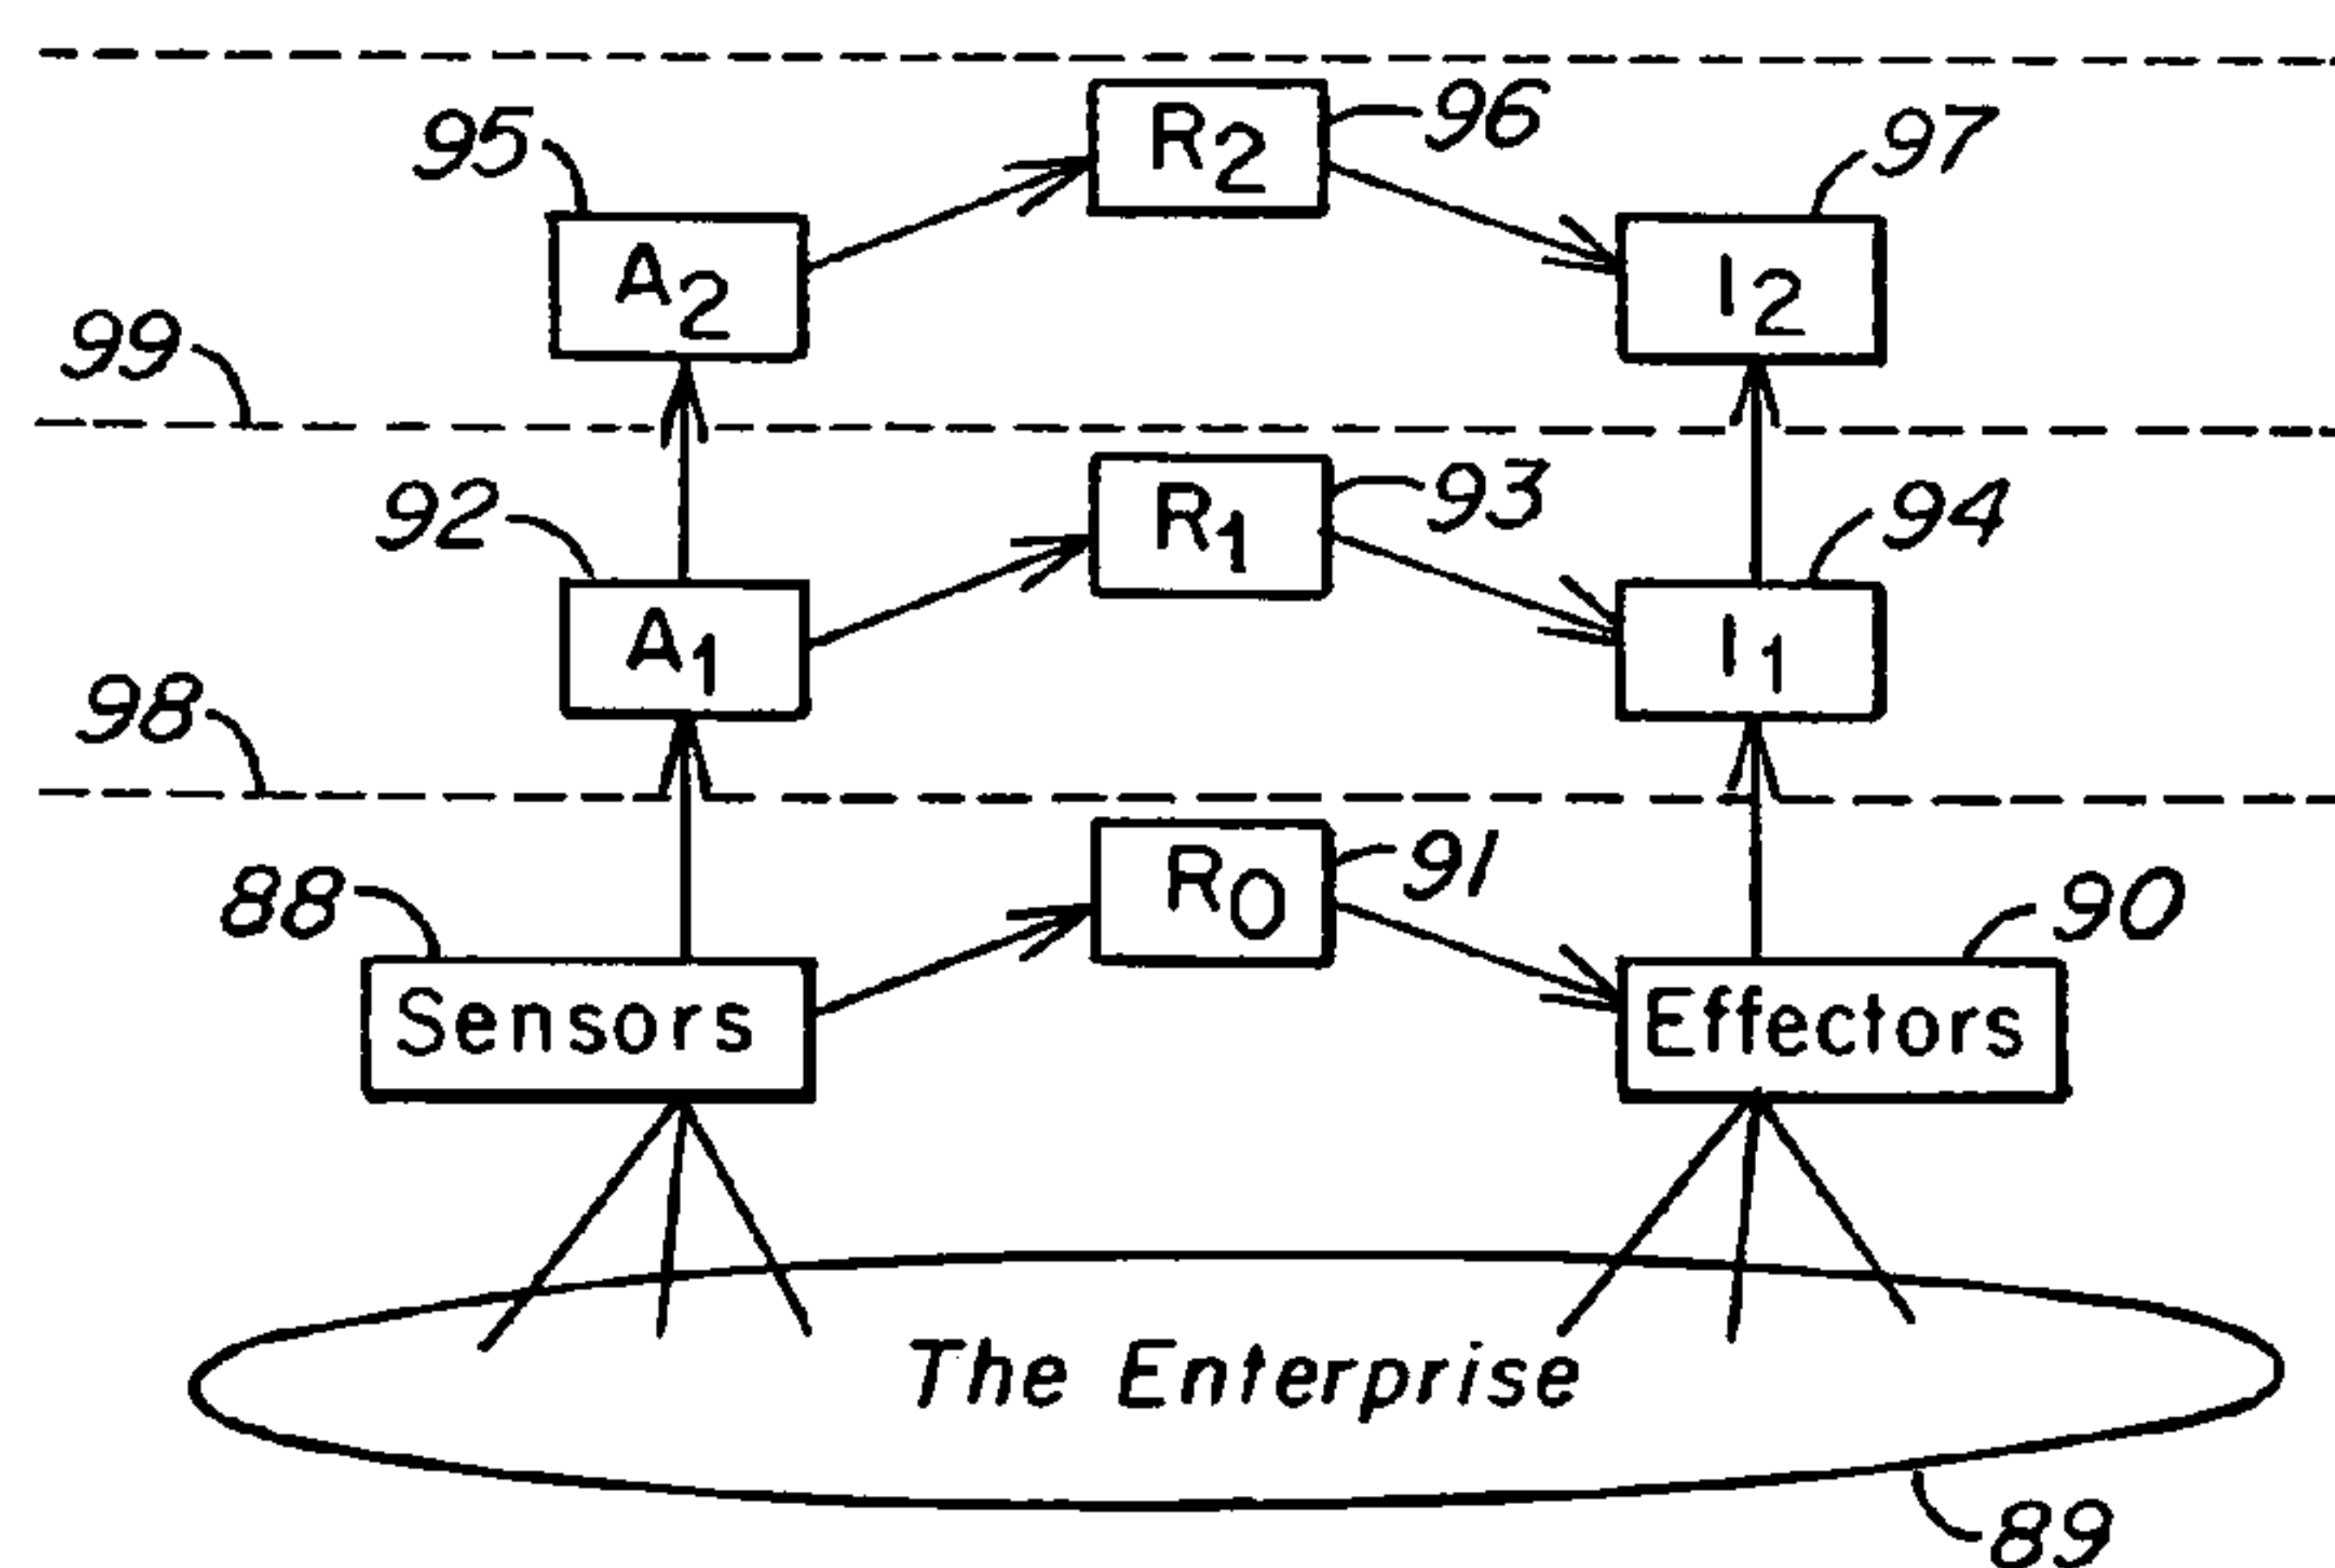 R2
96
95
97
A2
I2
99
R1
93
92
94
A1
I1
98
R0
91
88
90
Sensors
Effectors
The Enterprise
89